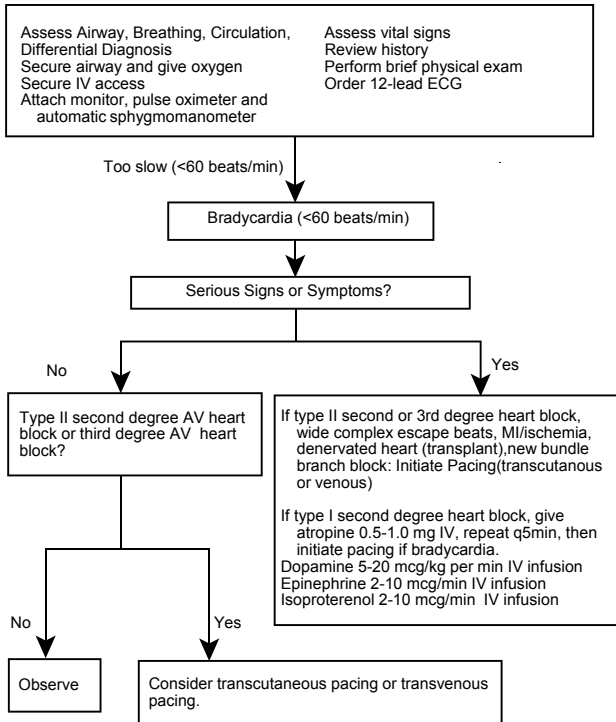 Assess Airway, Breathing, Circulation,
Differential Diagnosis
Secure airway and give oxygen
Secure IV access
Attach monitor, pulse oximeter and
automatic sphygmomanometer
Assess vital signs
Review history
Perform brief physical exam
Order 12-lead ECG
Too slow (<60 beats/min)
Bradycardia (<60 beats/min)
Serious Signs or Symptoms?
No
Yes
Type II second degree AV heart
block or third degree AV heart
block?
If type II second or 3rd degree heart block,
wide complex escape beats, MI/ischemia,
denervated heart (transplant),new bundle
branch block: Initiate Pacing(transcutanous
or venous)
If type I second degree heart block, give
atropine 0.5-1.0 mg IV, repeat q5min, then
initiate pacing if bradycardia.
Dopamine 5-20 mcg/kg per min IV infusion
Epinephrine 2-10 mcg/min IV infusion
Isoproterenol 2-10 mcg/min IV infusion
No
Yes
Observe
Consider transcutaneous pacing or transvenous
pacing.